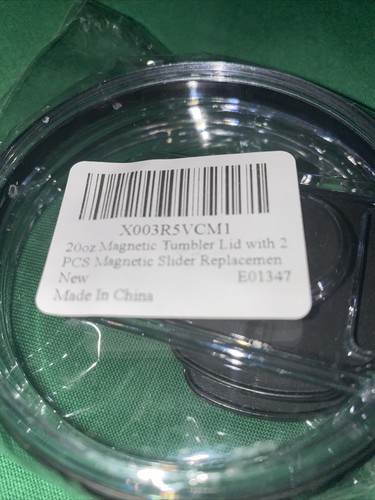 X003R5VCM1
20oz Magnetic Tumbler Lid with 2
PCS Magnetic Slider Replacemen
New E01347
Made In China